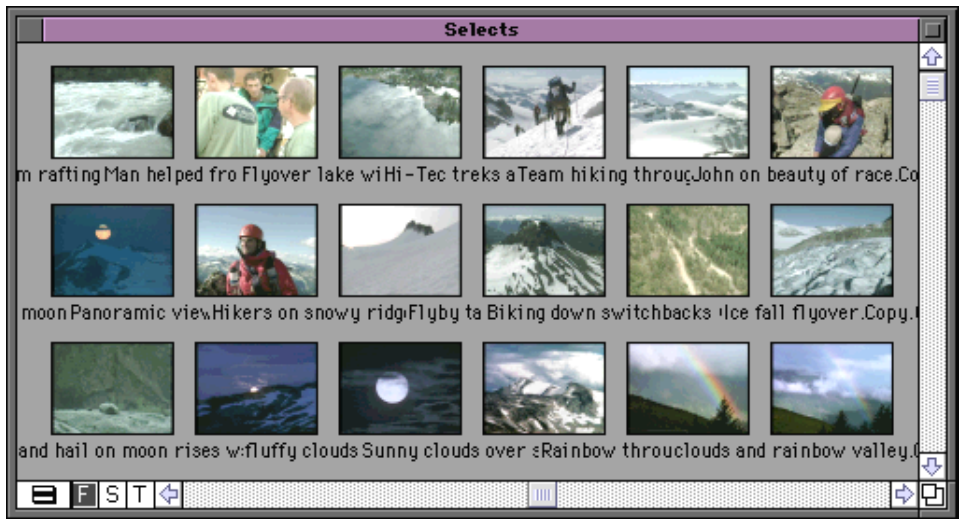 Selects
m rafting Man helped fro Flyover lake wi Hi-Tec treks a Team hiking throug John on beauty of race.Co
moon Panoramic view Hikers on snowy ridg Flyby ta Biking down switchbacks Ice fall flyover.Copy.
and hail on moon rises w fluffy clouds Sunny clouds over s Rainbow throu clouds and rainbow valley.
F S T